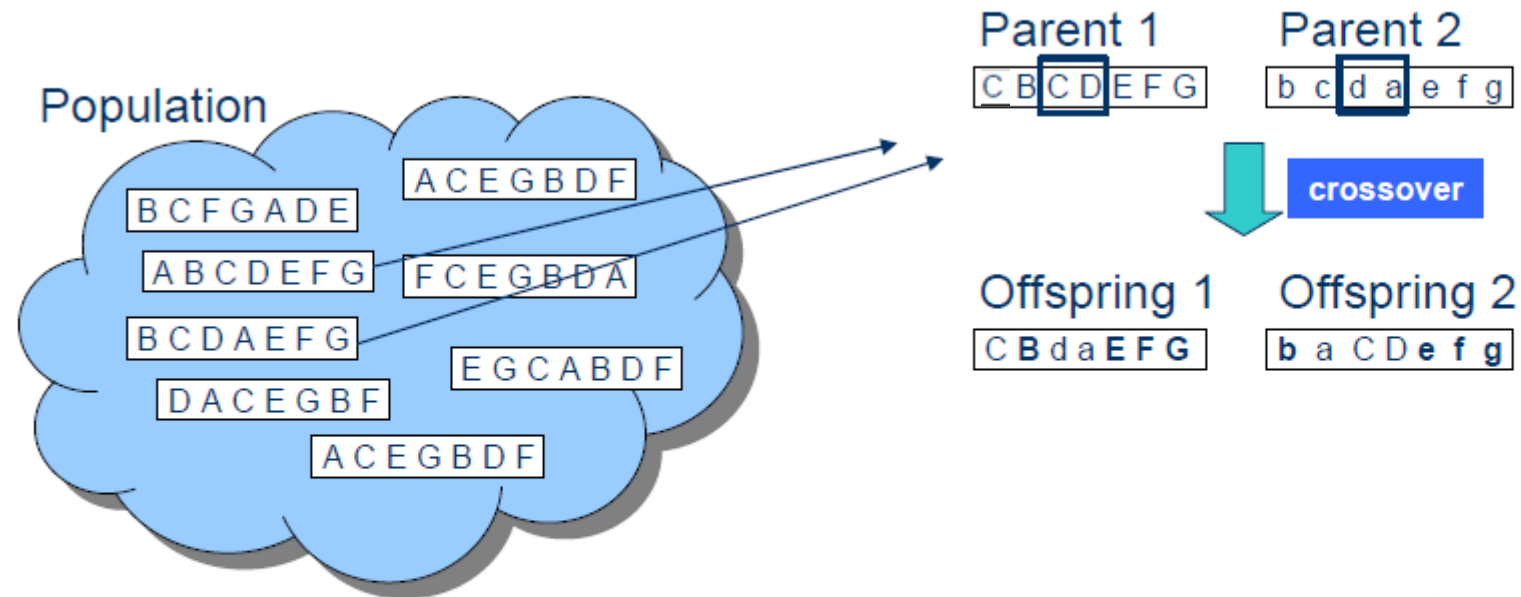 Population
A C E G B D F
B C F G A D E
A B C D E F G
F C E G B D A
B C D A E F G
E G C A B D F
D A C E G B F
A C E G B D F
Parent 1
Parent 2
C B C D E F G
b c d a e f g
crossover
Offspring 1
Offspring 2
C B d a E F G
b a C D e f g